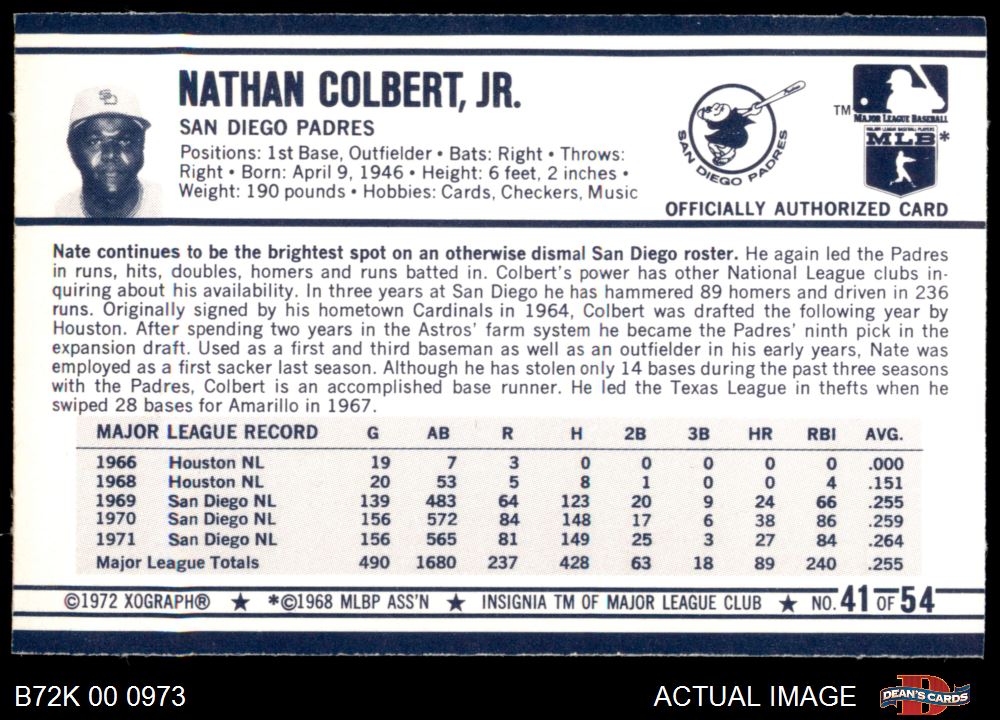 NATHAN COLBERT, JR.
SAN DIEGO PADRES
Positions: 1st Base, Outfielder • Bats: Right • Throws:
Right • Born: April 9, 1946 • Height: 6 feet, 2 inches •
Weight: 190 pounds • Hobbies: Cards, Checkers, Music
SD
SAN DIEGO PADRES
TM
MAJOR LEAGUE BASEBALL
MAJOR LEAGUE BASEBALL PLAYERS
MLB*
OFFICIALLY AUTHORIZED CARD
Nate continues to be the brightest spot on an otherwise dismal San Diego roster. He again led the Padres
in runs, hits, doubles, homers and runs batted in. Colbert's power has other National League clubs in-
quiring about his availability. In three years at San Diego he has hammered 89 homers and driven in 236
runs. Originally signed by his hometown Cardinals in 1964, Colbert was drafted the following year by
Houston. After spending two years in the Astros' farm system he became the Padres' ninth pick in the
expansion draft. Used as a first and third baseman as well as an outfielder in his early years, Nate was
employed as a first sacker last season. Although he has stolen only 14 bases during the past three seasons
with the Padres, Colbert is an accomplished base runner. He led the Texas League in thefts when he
swiped 28 bases for Amarillo in 1967.
MAJOR LEAGUE RECORD G AB R H 2B 3B HR RBI AVG.
1966 Houston NL 19 7 3 0 0 0 0 0 .000
1968 Houston NL 20 53 5 8 1 0 0 4 .151
1969 San Diego NL 139 483 64 123 20 9 24 66 .255
1970 San Diego NL 156 572 84 148 17 6 38 86 .259
1971 San Diego NL 156 565 81 149 25 3 27 84 .264
Major League Totals 490 1680 237 428 63 18 89 240 .255
©1972 XOGRAPH® ★ *©1968 MLBP ASS'N ★ INSIGNIA TM OF MAJOR LEAGUE CLUB ★ NO. 41 OF 54
B72K 00 0973
ACTUAL IMAGE
D
DEAN'S CARDS